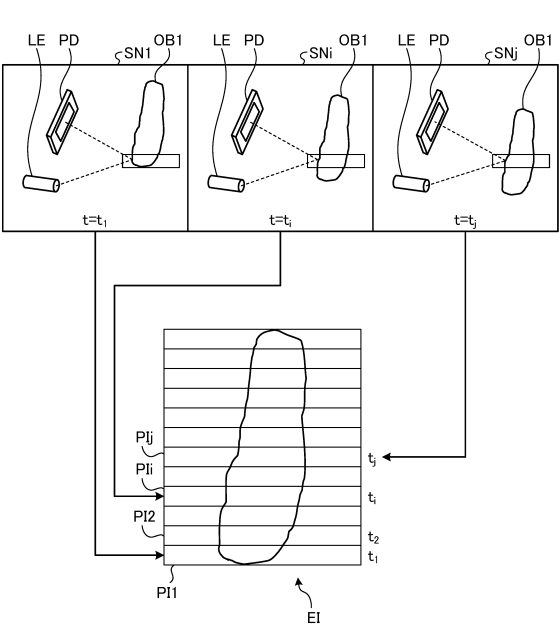 LE PD SN1 OB1 LE PD SNi OB1 LE PD SNj OB1
t=t1 t=ti t=tj
PIj
tj
PIi
ti
PI2
t2
t1
PI1
EI